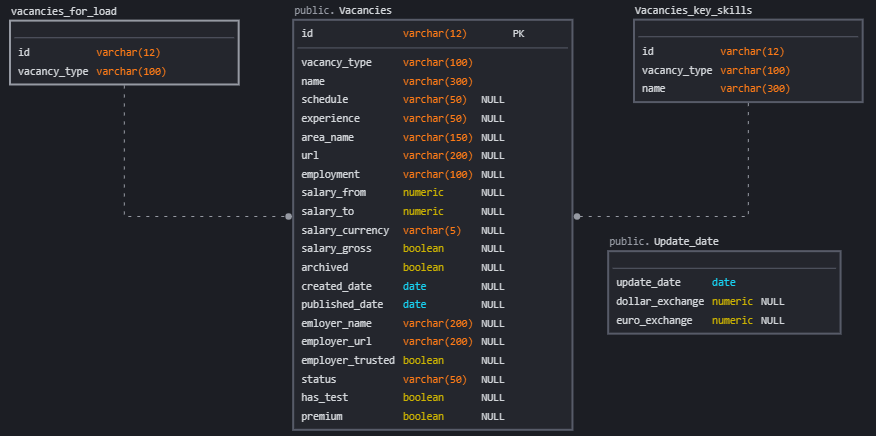 vacancies_for_load
id varchar(12)
vacancy_type varchar(100)
public. Vacancies
id varchar(12) PK
vacancy_type varchar(100)
name varchar(300)
schedule varchar(50) NULL
experience varchar(50) NULL
area_name varchar(150) NULL
url varchar(200) NULL
employment varchar(100) NULL
salary_from numeric NULL
salary_to numeric NULL
salary_currency varchar(5) NULL
salary_gross boolean NULL
archived boolean NULL
created_date date NULL
published_date date NULL
emloyer_name varchar(200) NULL
employer_url varchar(200) NULL
employer_trusted boolean NULL
status varchar(50) NULL
has_test boolean NULL
premium boolean NULL
Vacancies_key_skills
id varchar(12)
vacancy_type varchar(100)
name varchar(300)
public. Update_date
update_date date
dollar_exchange numeric NULL
euro_exchange numeric NULL